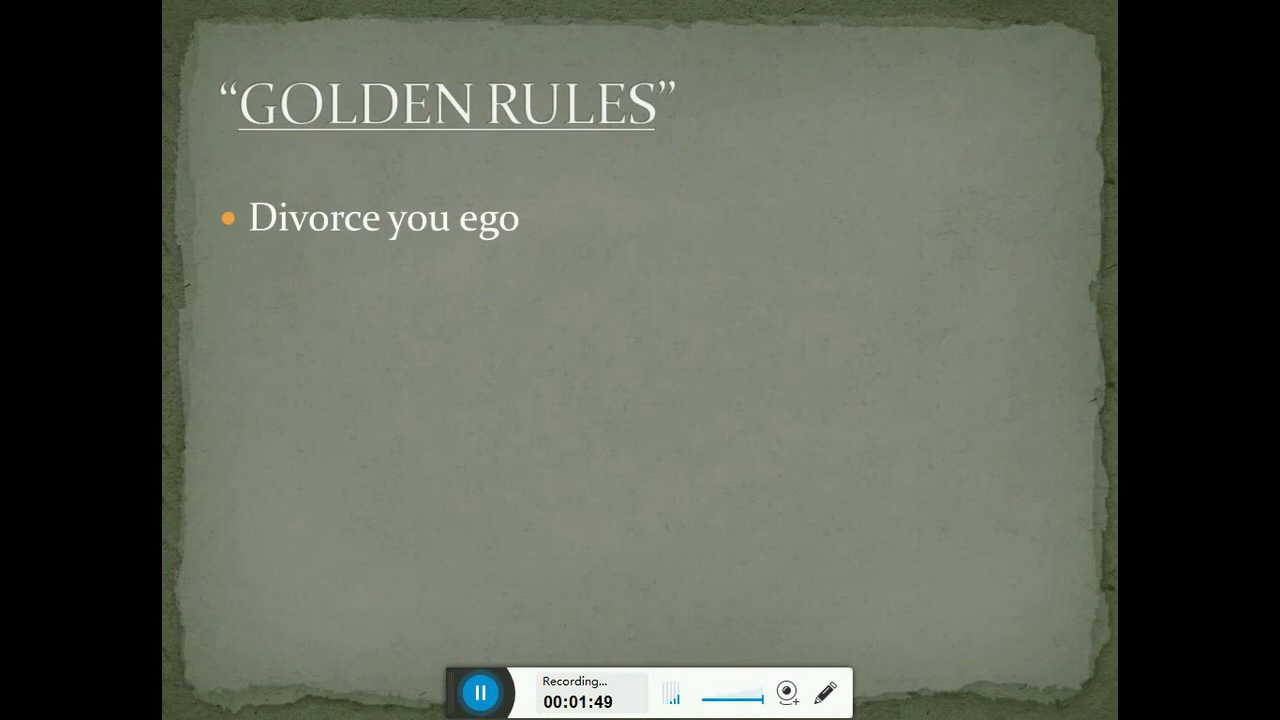 “GOLDEN RULES”
Divorce you ego
Recording...
00:01:49